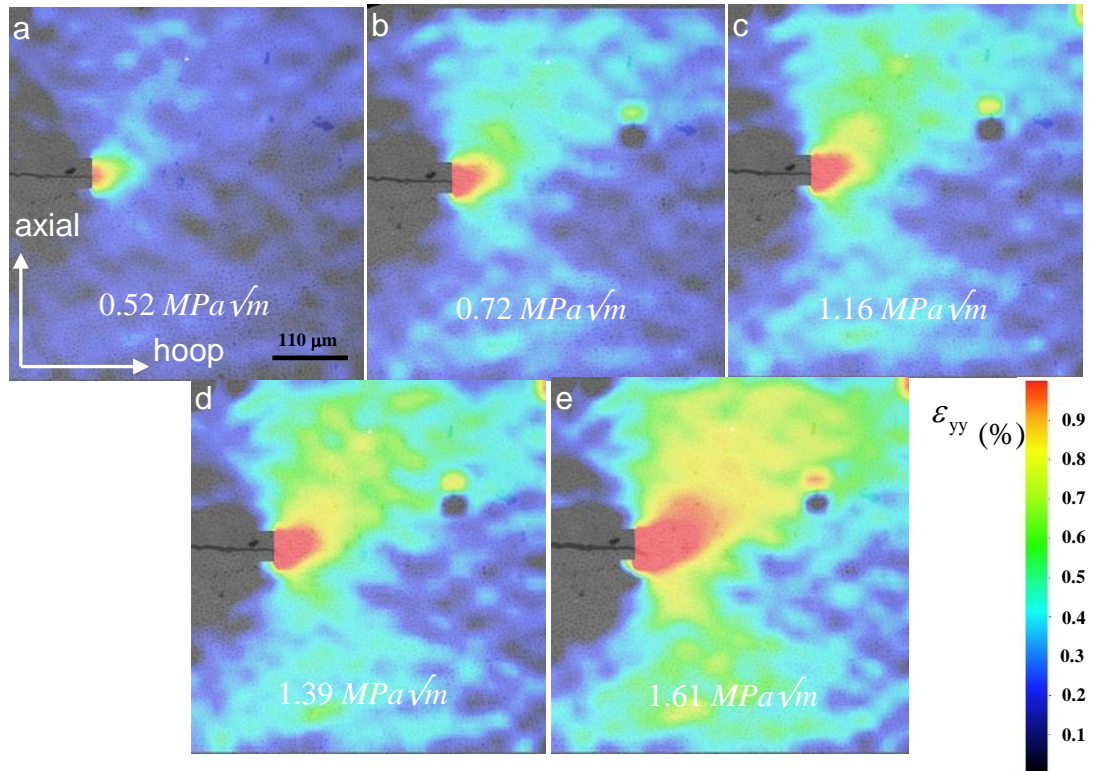 a
axial
0.52 MPa√m
hoop
110 μm
b
0.72 MPa√m
c
1.16 MPa√m
d
1.39 MPa√m
e
1.61 MPa√m
εyy (%)
0.9
0.8
0.7
0.6
0.5
0.4
0.3
0.2
0.1